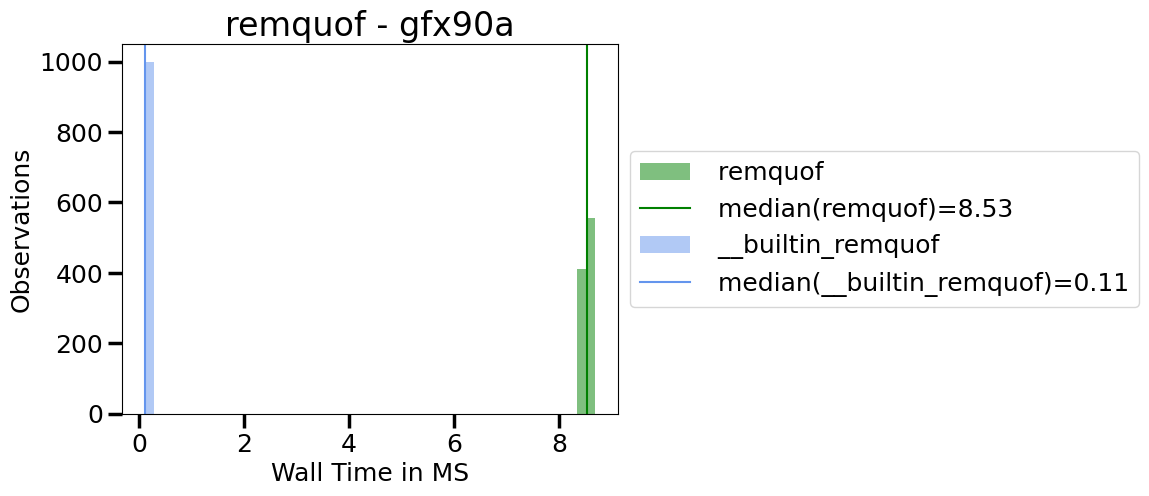 remquof - gfx90a
1000
800
600
400
200
0
Observations
0 2 4 6 8
Wall Time in MS
remquof
median(remquof)=8.53
__builtin_remquof
median(__builtin_remquof)=0.11